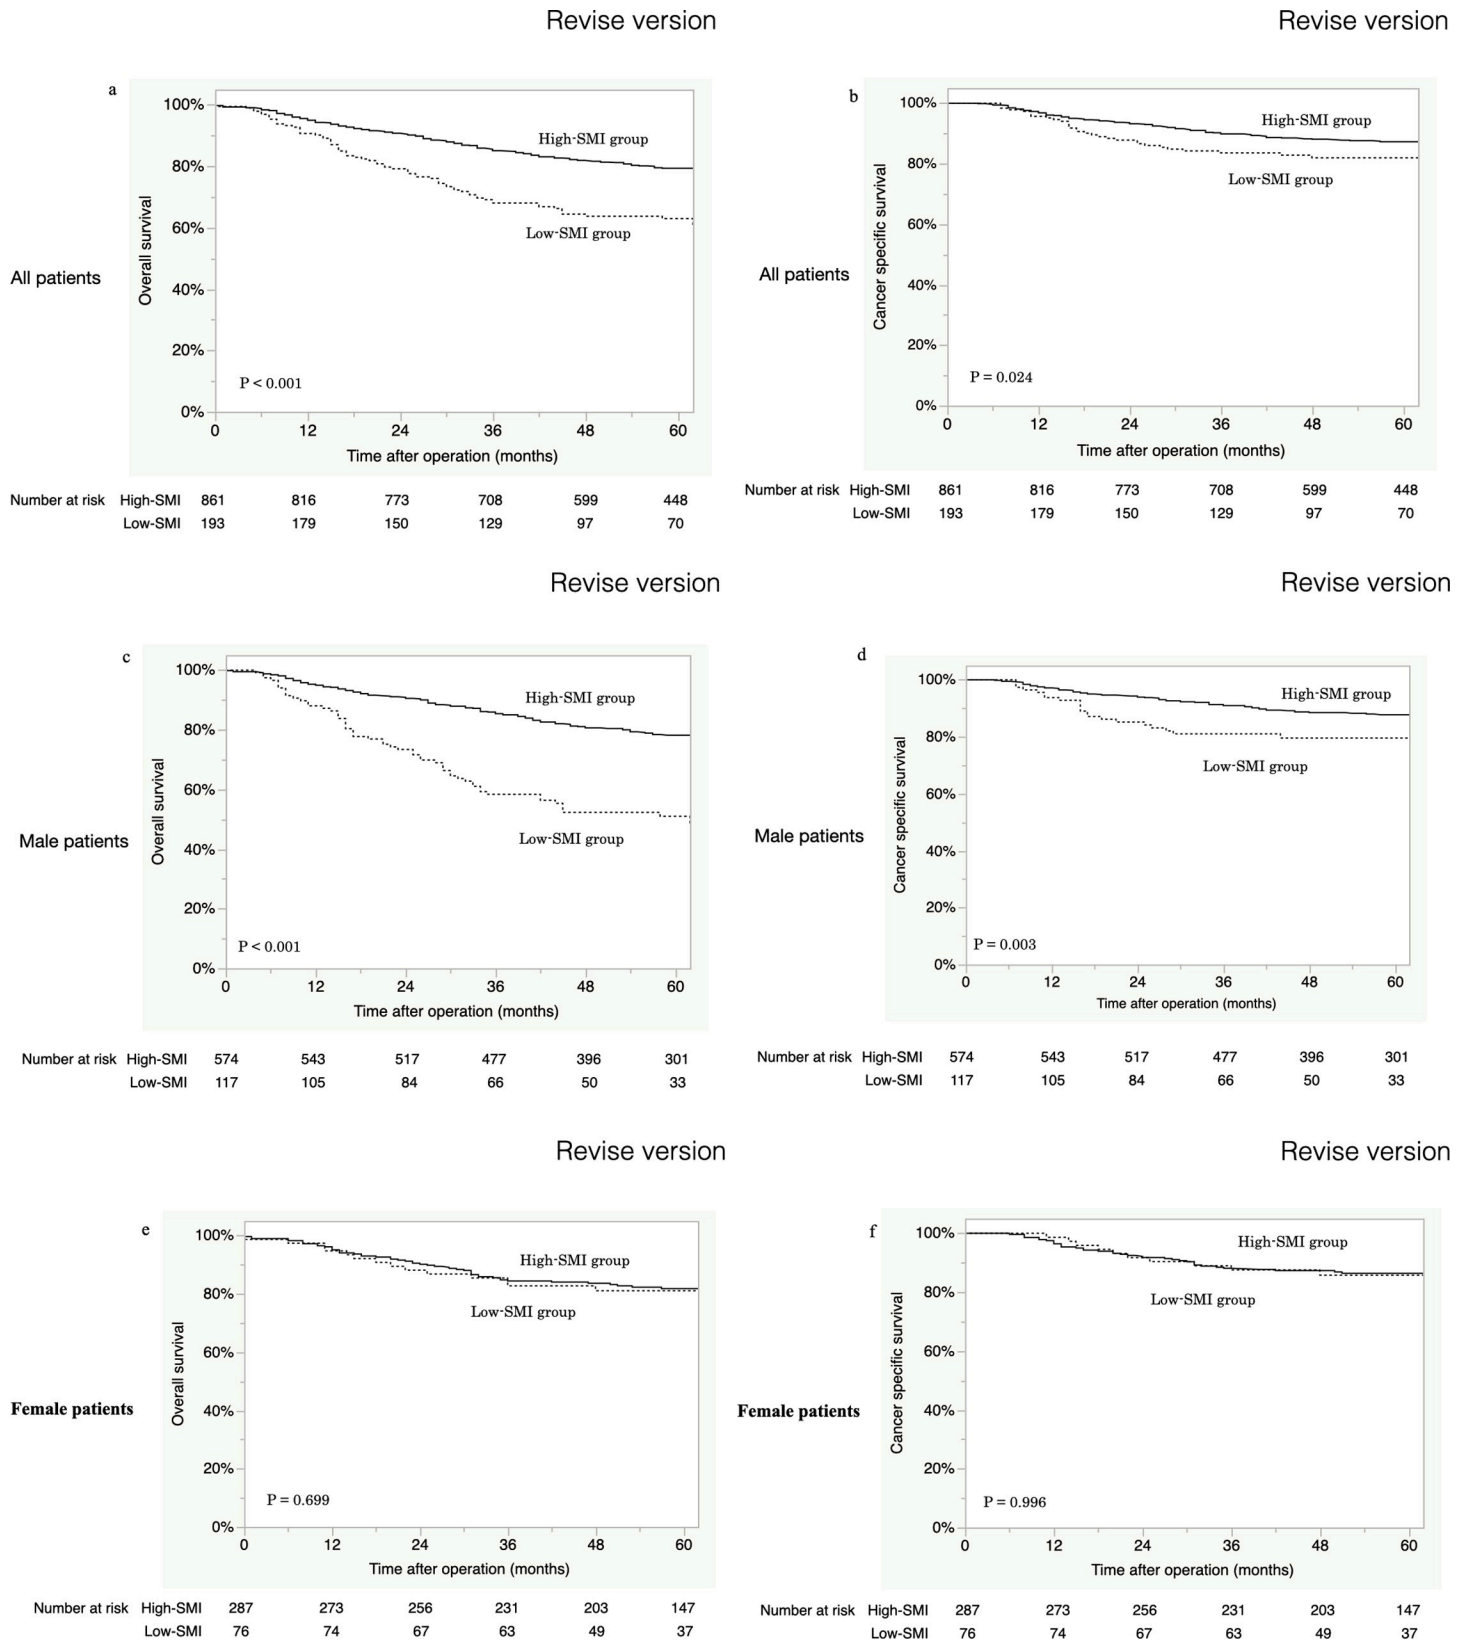 Revise version
Revise version
a
100%
80%
60%
40%
20%
0%
Overall survival
All patients
High-SMI group
Low-SMI group
P < 0.001
0 12 24 36 48 60
Time after operation (months)
Number at risk High-SMI 861 816 773 708 599 448
Low-SMI 193 179 150 129 97 70
b
100%
80%
60%
40%
20%
0%
Cancer specific survival
All patients
High-SMI group
Low-SMI group
P = 0.024
0 12 24 36 48 60
Time after operation (months)
Number at risk High-SMI 861 816 773 708 599 448
Low-SMI 193 179 150 129 97 70
Revise version
Revise version
c
100%
80%
60%
40%
20%
0%
Overall survival
Male patients
High-SMI group
Low-SMI group
P < 0.001
0 12 24 36 48 60
Time after operation (months)
Number at risk High-SMI 574 543 517 477 396 301
Low-SMI 117 105 84 66 50 33
d
100%
80%
60%
40%
20%
0%
Cancer specific survival
Male patients
High-SMI group
Low-SMI group
P = 0.003
0 12 24 36 48 60
Time after operation (months)
Number at risk High-SMI 574 543 517 477 396 301
Low-SMI 117 105 84 66 50 33
Revise version
Revise version
e
100%
80%
60%
40%
20%
0%
Overall survival
Female patients
High-SMI group
Low-SMI group
P = 0.699
0 12 24 36 48 60
Time after operation (months)
Number at risk High-SMI 287 273 256 231 203 147
Low-SMI 76 74 67 63 49 37
f
100%
80%
60%
40%
20%
0%
Cancer specific survival
Female patients
High-SMI group
Low-SMI group
P = 0.996
0 12 24 36 48 60
Time after operation (months)
Number at risk High-SMI 287 273 256 231 203 147
Low-SMI 76 74 67 63 49 37